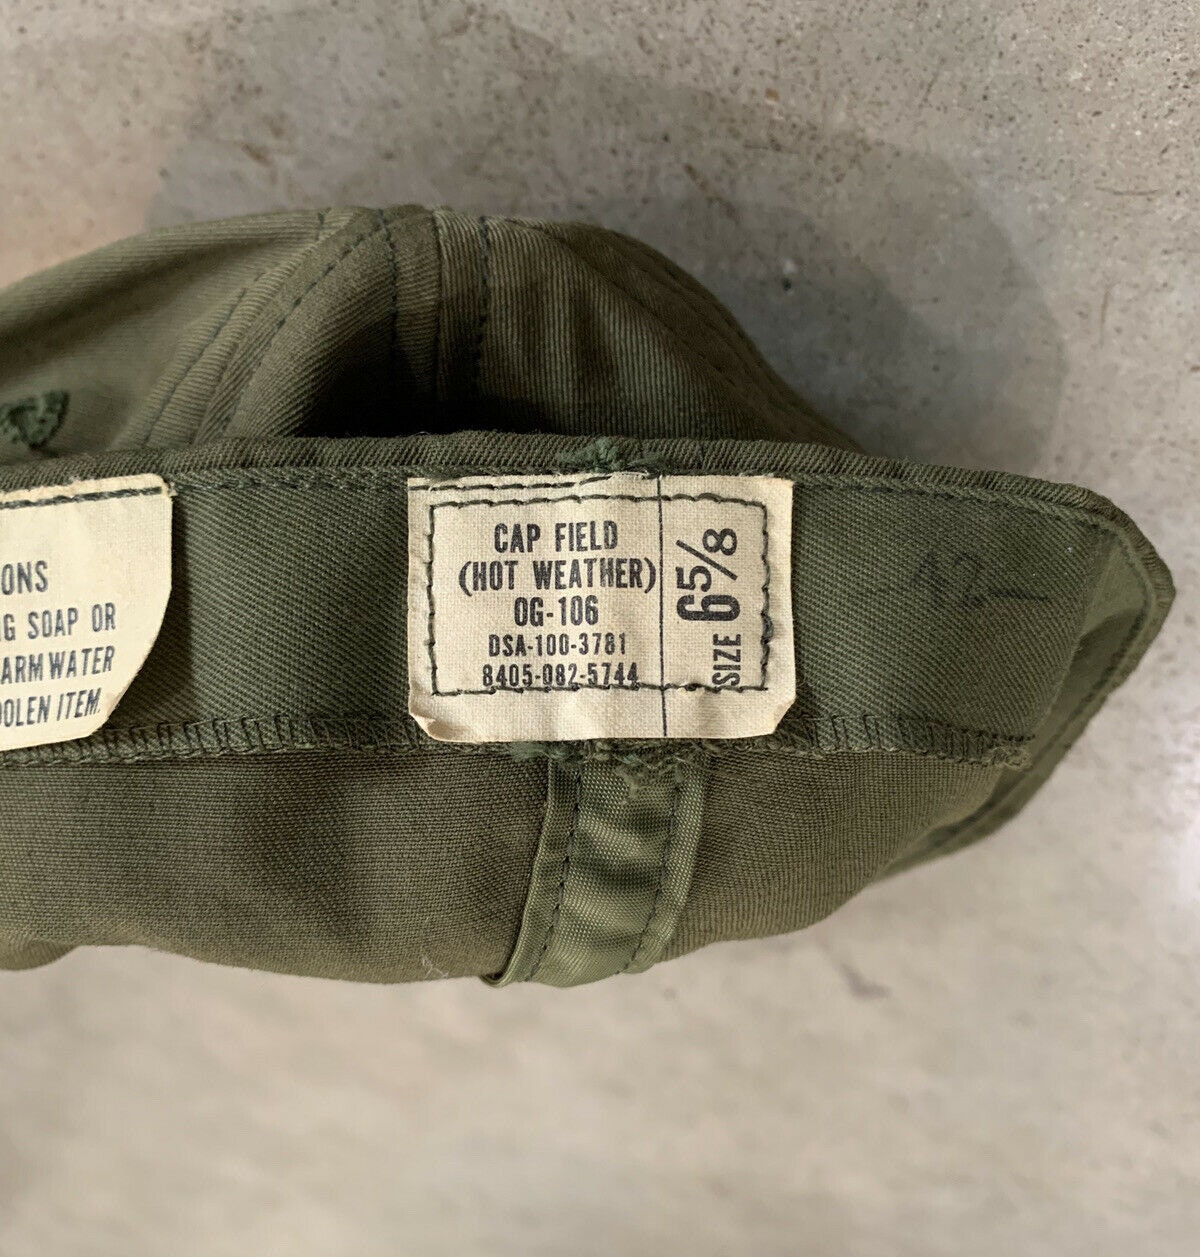 ONS
G SOAP OR
ARM WATER
OOLEN ITEM.
CAP FIELD
(HOT WEATHER)
OG-106
DSA-100-3781
8405-082-5744
SIZE 6 5/8